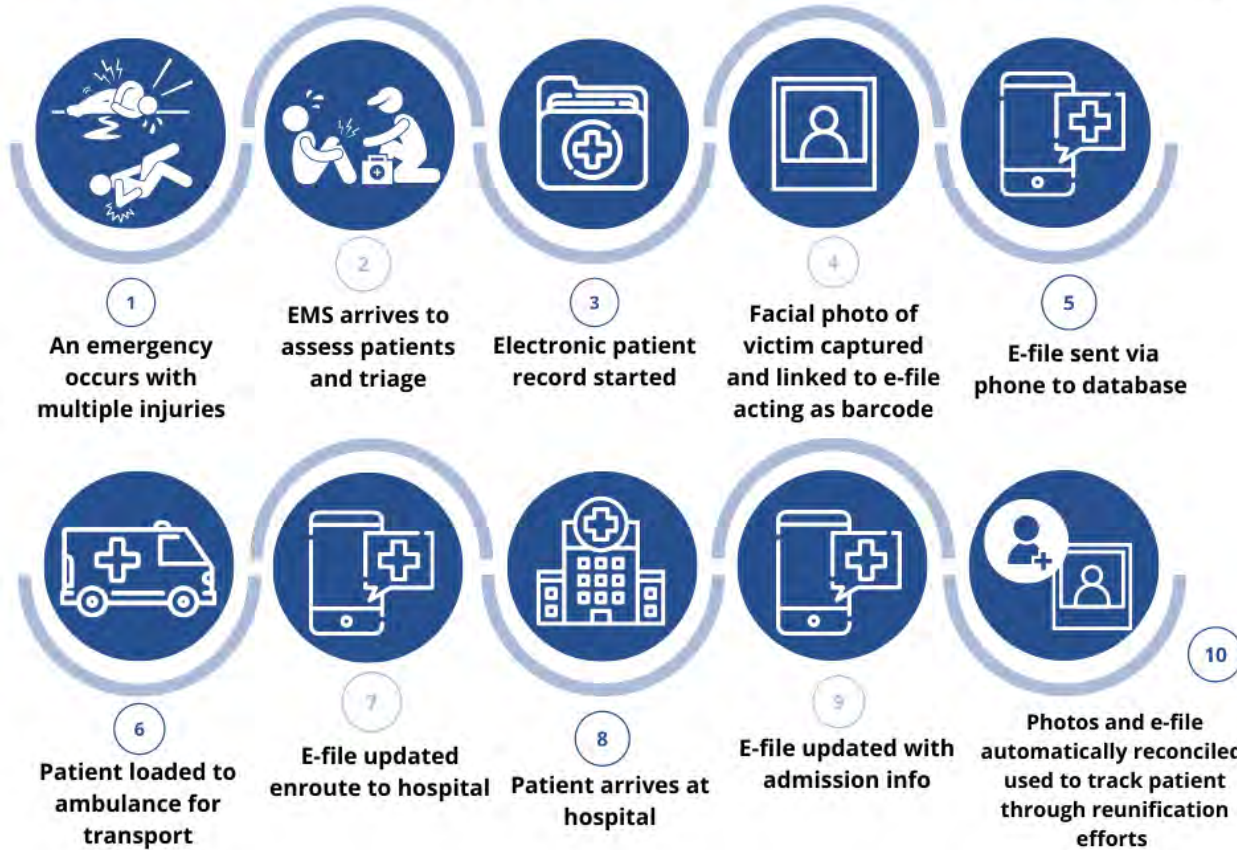 1
An emergency
occurs with
multiple injuries
2
EMS arrives to
assess patients
and triage
3
Electronic patient
record started
4
Facial photo of
victim captured
and linked to e-file
acting as barcode
5
E-file sent via
phone to database
6
Patient loaded to
ambulance for
transport
7
E-file updated
enroute to hospital
8
Patient arrives at
hospital
9
E-file updated with
admission info
10
Photos and e-file
automatically reconciled
used to track patient
through reunification
efforts